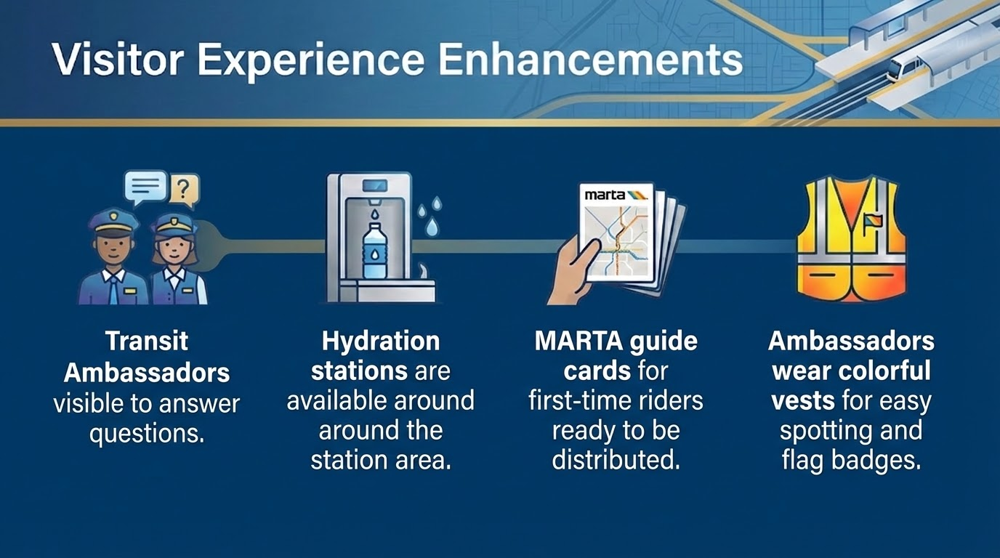 Visitor Experience Enhancements
?
marta
Transit
Ambassadors
visible to answer
questions.
Hydration
stations are
available around
around the
station area.
MARTA guide
cards for
first-time riders
ready to be
distributed.
Ambassadors
wear colorful
vests for easy
spotting and
flag badges.